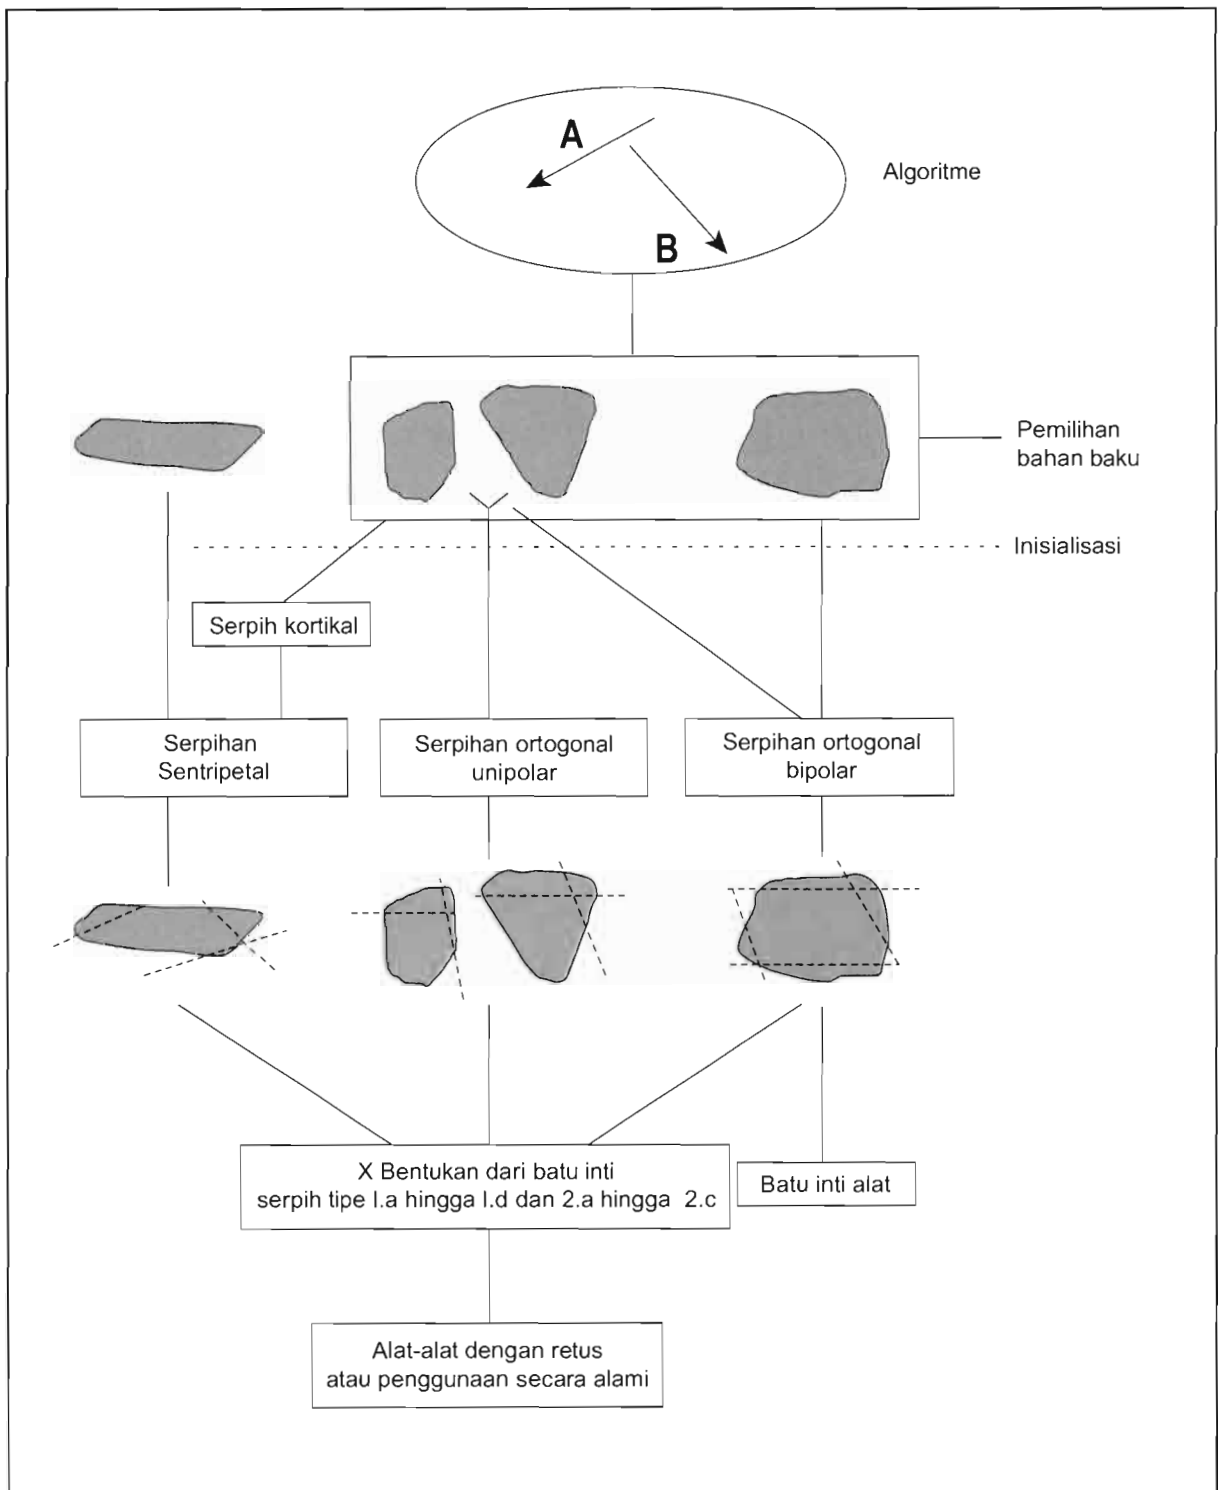 A
Algoritme
B
Pemilihan
bahan baku
Inisialisasi
Serpih kortikal
Serpihan
Sentripetal
Serpihan ortogonal
unipolar
Serpihan ortogonal
bipolar
X Bentukan dari batu inti
serpih tipe I.a hingga I.d dan 2.a hingga 2.c
Batu inti alat
Alat-alat dengan retus
atau penggunaan secara alami